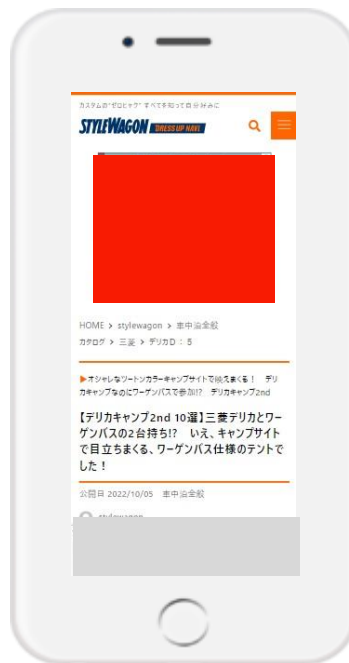 カスタムの"ゼロヒャク" すべてを知って自分好みに
STYLEWAGON DRESS UP NAVI
HOME > stylewagon > 車中泊全般
カタログ > 三菱 > デリカD：5
▶オシャレなツートンカラーキャンプサイトで映えまくる！　デリ
カキャンプなのにワーゲンバスで参加!?　デリカキャンプ2nd
【デリカキャンプ2nd 10選】三菱デリカとワー
ゲンバスの2台持ち!?　いえ、キャンプサイト
で目立ちまくる、ワーゲンバス仕様のテントで
した！
公開日 2022/10/05　車中泊全般
stylewagon